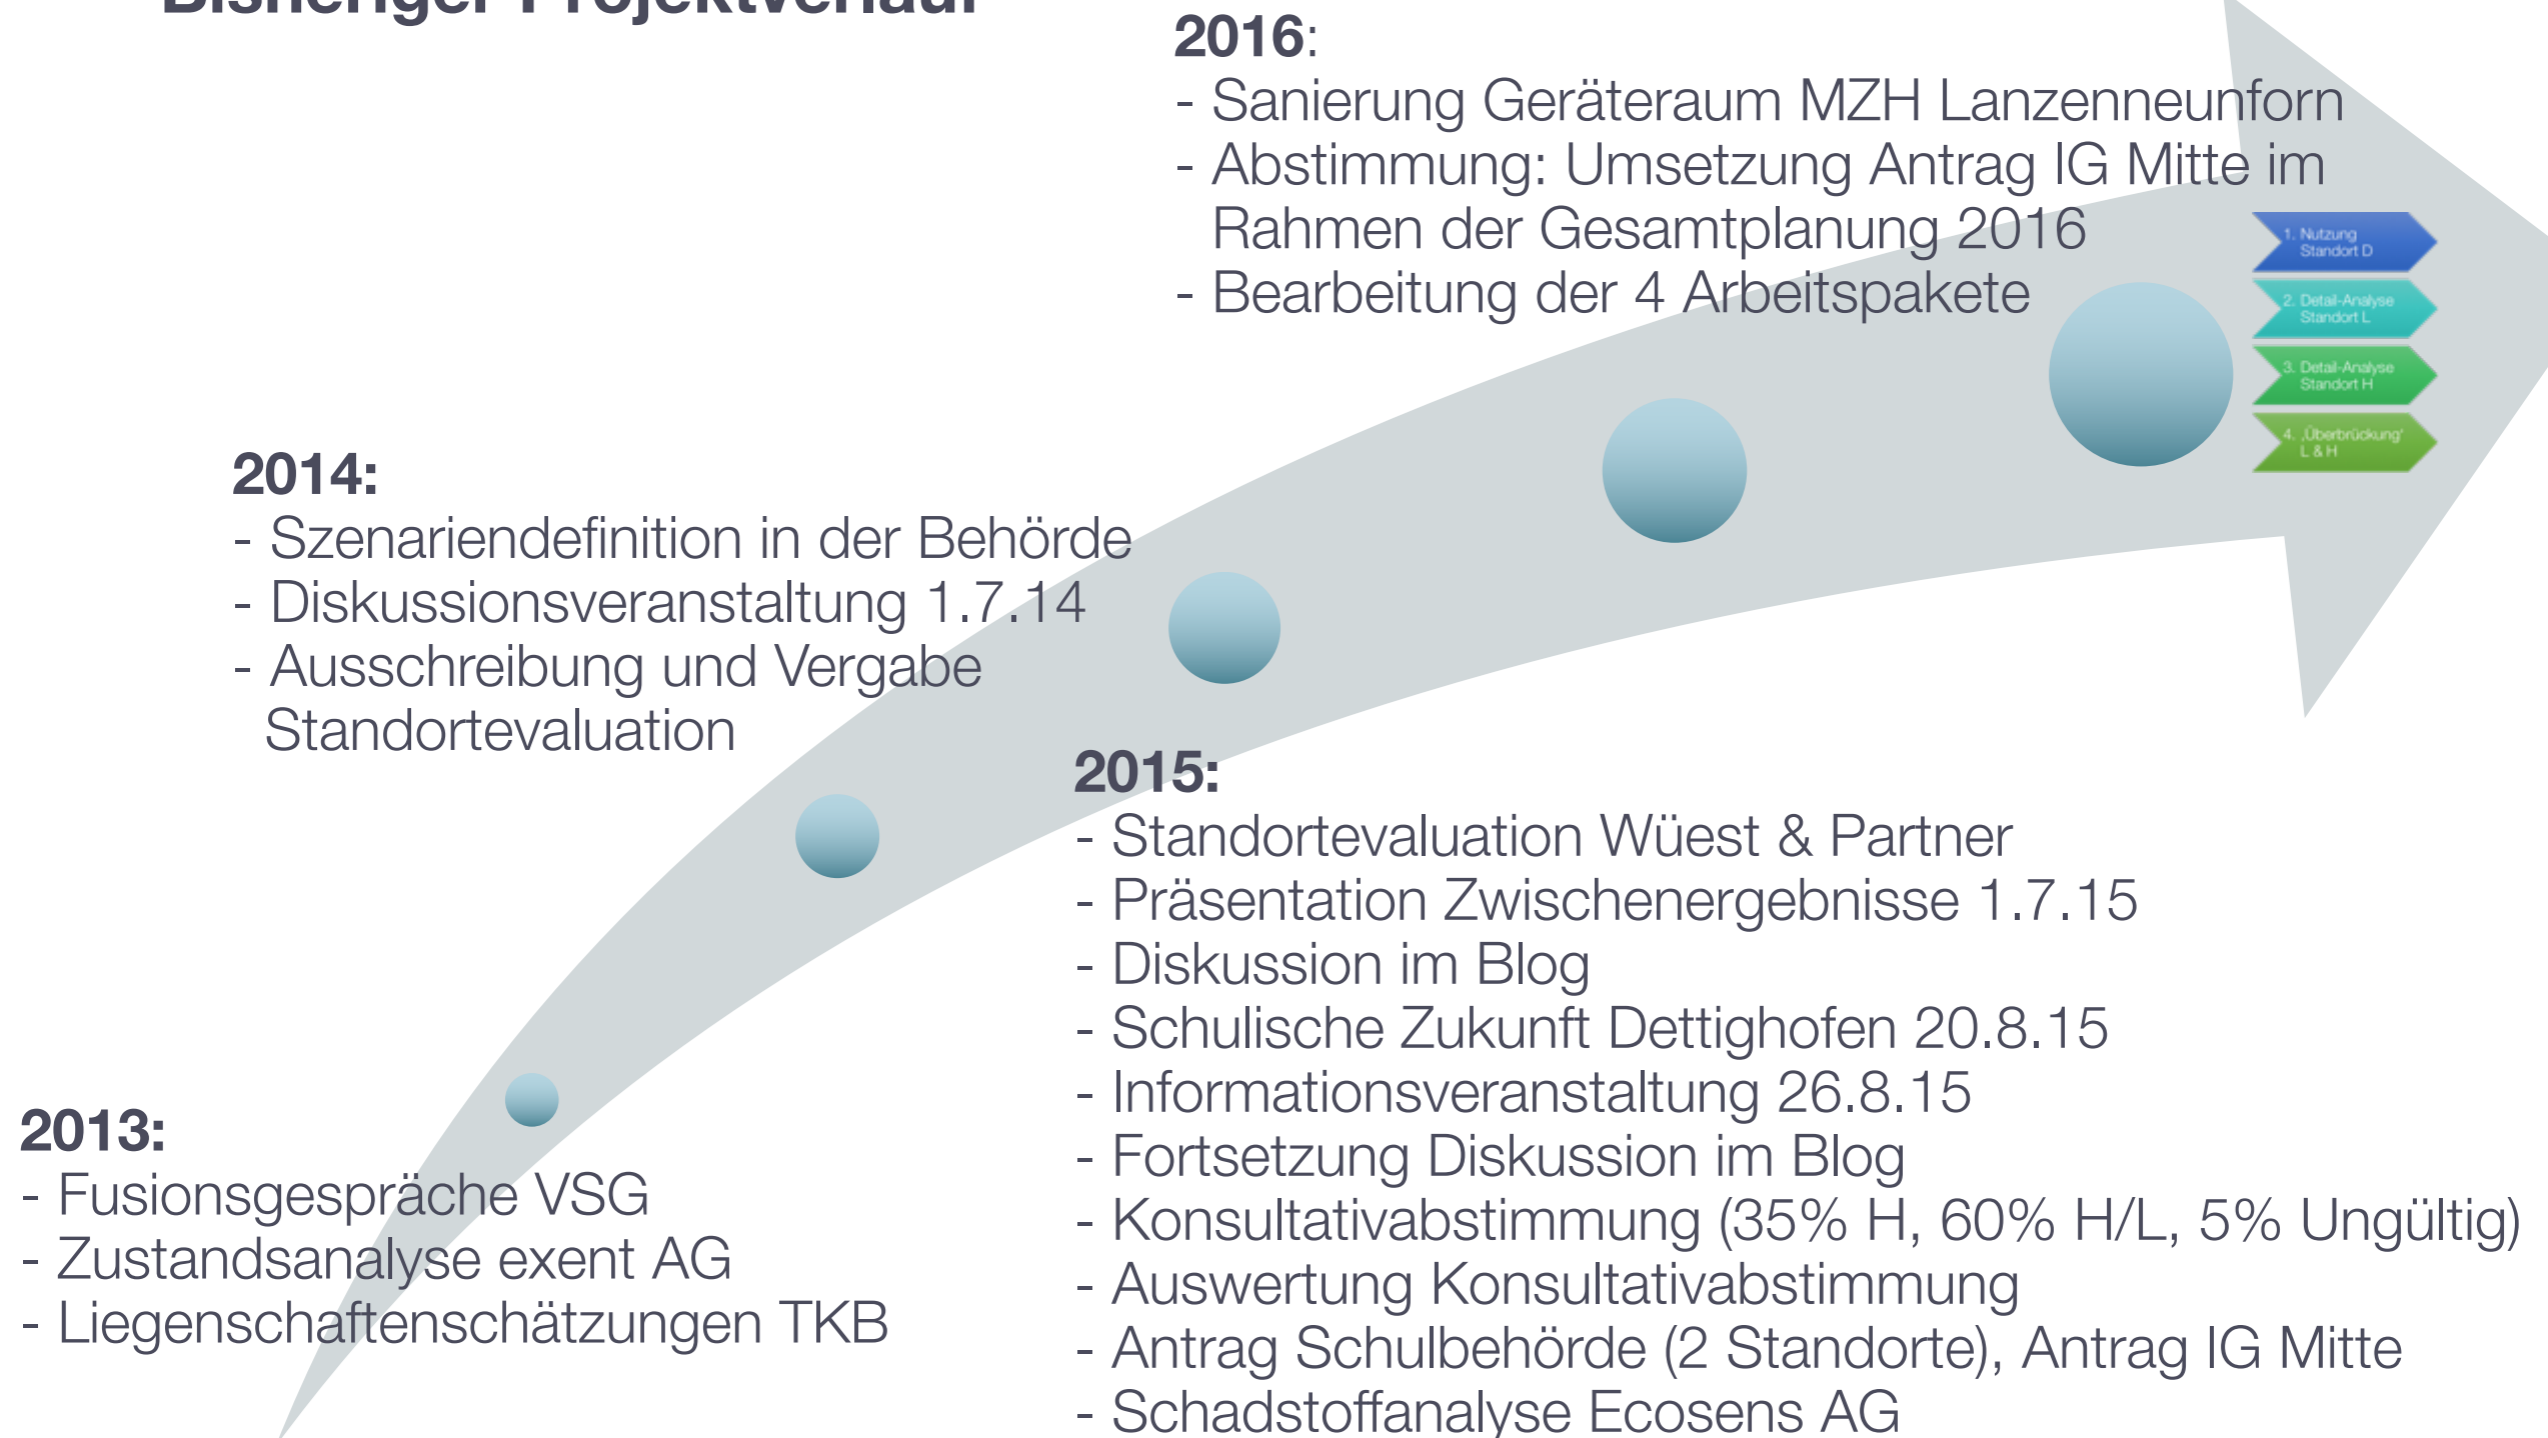 Bisheriger Projektverlauf
2016:
- Sanierung Geräteraum MZH Lanzenneunforn
- Abstimmung: Umsetzung Antrag IG Mitte im
Rahmen der Gesamtplanung 2016
- Bearbeitung der 4 Arbeitspakete
1. Nutzung
Standort D
2. Detail-Analyse
Standort L
3. Detail-Analyse
Standort H
4. ‚Überbrückung‘
L & H
2014:
- Szenariendefinition in der Behörde
- Diskussionsveranstaltung 1.7.14
- Ausschreibung und Vergabe
Standortevaluation
2015:
- Standortevaluation Wüest & Partner
- Präsentation Zwischenergebnisse 1.7.15
- Diskussion im Blog
- Schulische Zukunft Dettighofen 20.8.15
- Informationsveranstaltung 26.8.15
- Fortsetzung Diskussion im Blog
- Konsultativabstimmung (35% H, 60% H/L, 5% Ungültig)
- Auswertung Konsultativabstimmung
- Antrag Schulbehörde (2 Standorte), Antrag IG Mitte
- Schadstoffanalyse Ecosens AG
2013:
- Fusionsgespräche VSG
- Zustandsanalyse exent AG
- Liegenschaftenschätzungen TKB